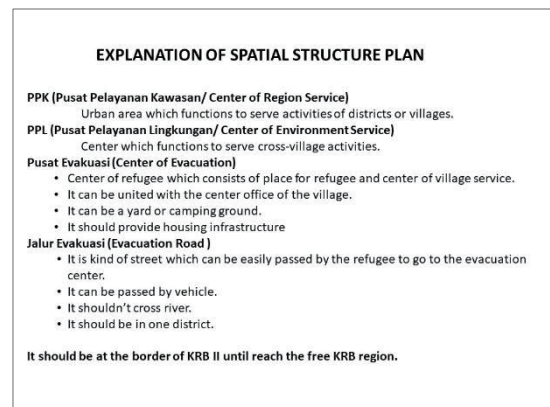 EXPLANATION OF SPATIAL STRUCTURE PLAN
PPK (Pusat Pelayanan Kawasan/ Center of Region Service)
Urban area which functions to serve activities of districts or villages.
PPL (Pusat Pelayanan Lingkungan/ Center of Environment Service)
Center which functions to serve cross-village activities.
Pusat Evakuasi (Center of Evacuation)
• Center of refugee which consists of place for refugee and center of village service.
• It can be united with the center office of the village.
• It can be a yard or camping ground.
• It should provide housing infrastructure
Jalur Evakuasi (Evacuation Road )
• It is kind of street which can be easily passed by the refugee to go to the evacuation
center.
• It can be passed by vehicle.
• It shouldn't cross river.
• It should be in one district.
It should be at the border of KRB II until reach the free KRB region.